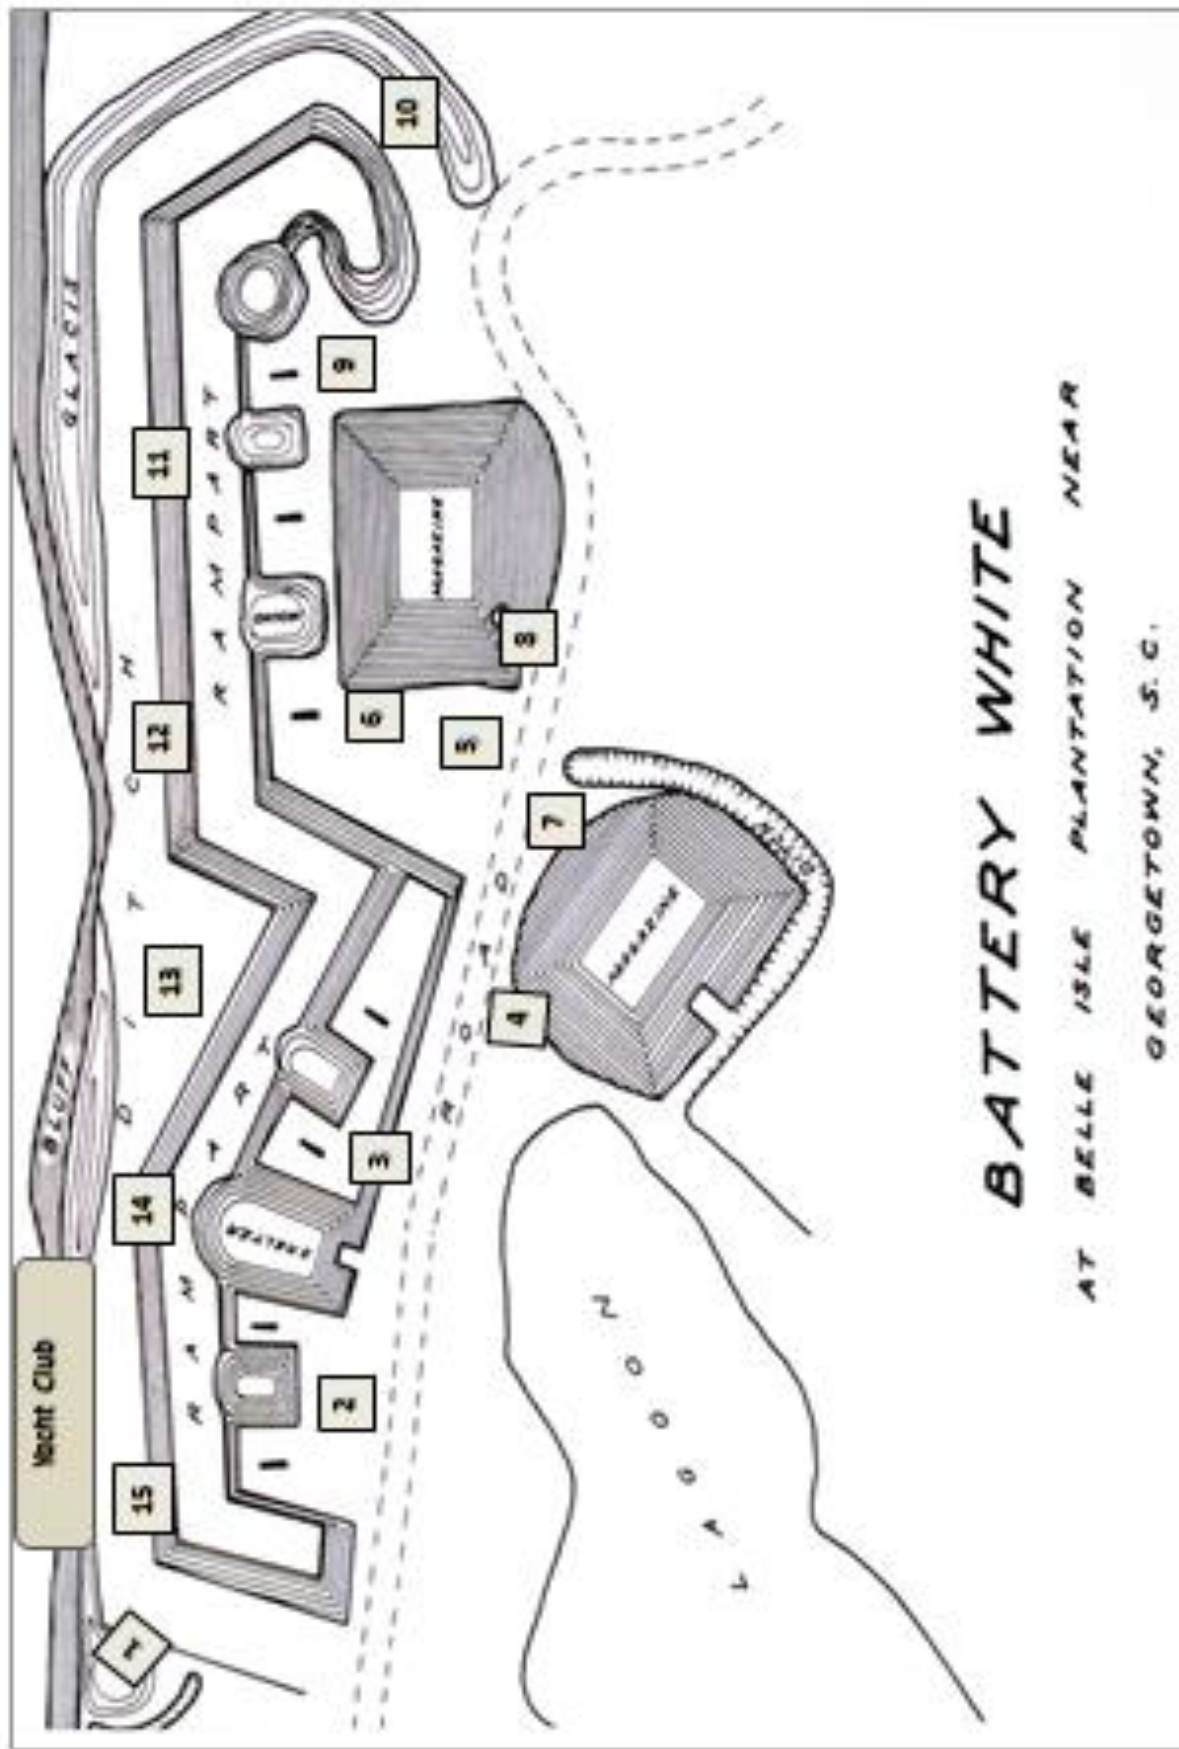 Yacht Club
BLUFF
GLACIS
DITCH
RAMPART
RAMPART
15
14
13
12
11
10
1
2
SHELTER
3
6
9
5
MAGAZINE
8
ROAD
4
7
MAGAZINE
DRAIN
LAGOON
BATTERY WHITE
AT BELLE ISLE PLANTATION NEAR
GEORGETOWN, S. C.